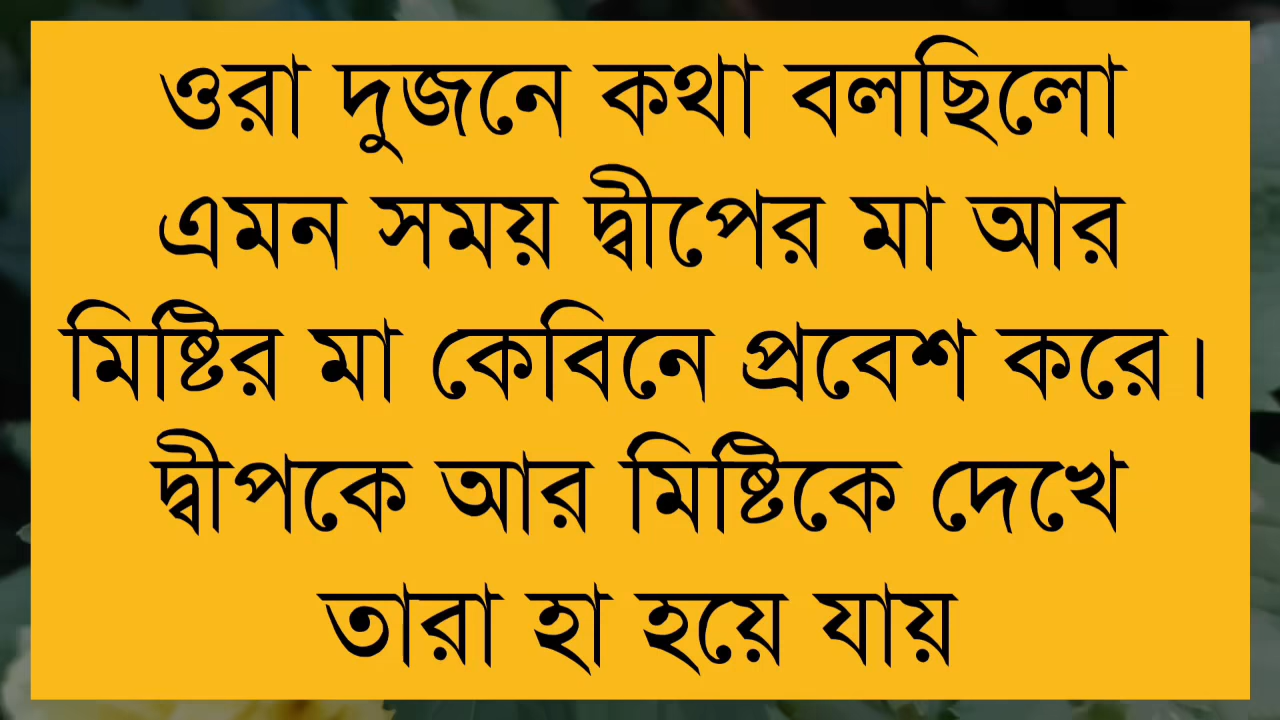 ওরা দুজনে কথা বলছিলো
এমন সময় দ্বীপের মা আর
মিষ্টির মা কেবিনে প্রবেশ করে।
দ্বীপকে আর মিষ্টিকে দেখে
তারা হা হয়ে যায়